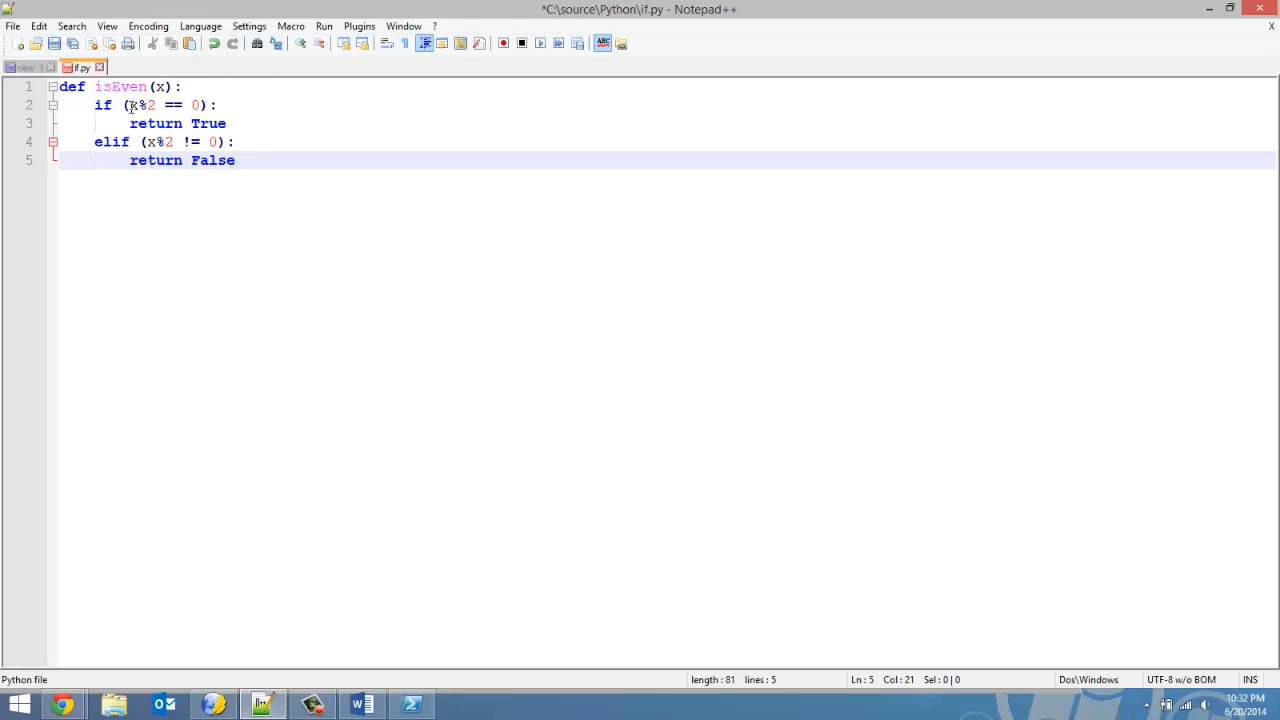 *C:\source\Python\if.py - Notepad++
File Edit Search View Encoding Language Settings Macro Run Plugins Window ? X
new 1 if.py
1 def isEven(x):
2 if (x%2 == 0):
3 return True
4 elif (x%2 != 0):
5 return False
Python file length : 81 lines : 5 Ln : 5 Col : 21 Sel : 0 | 0 Dos\Windows UTF-8 w/o BOM INS
10:32 PM
6/20/2014